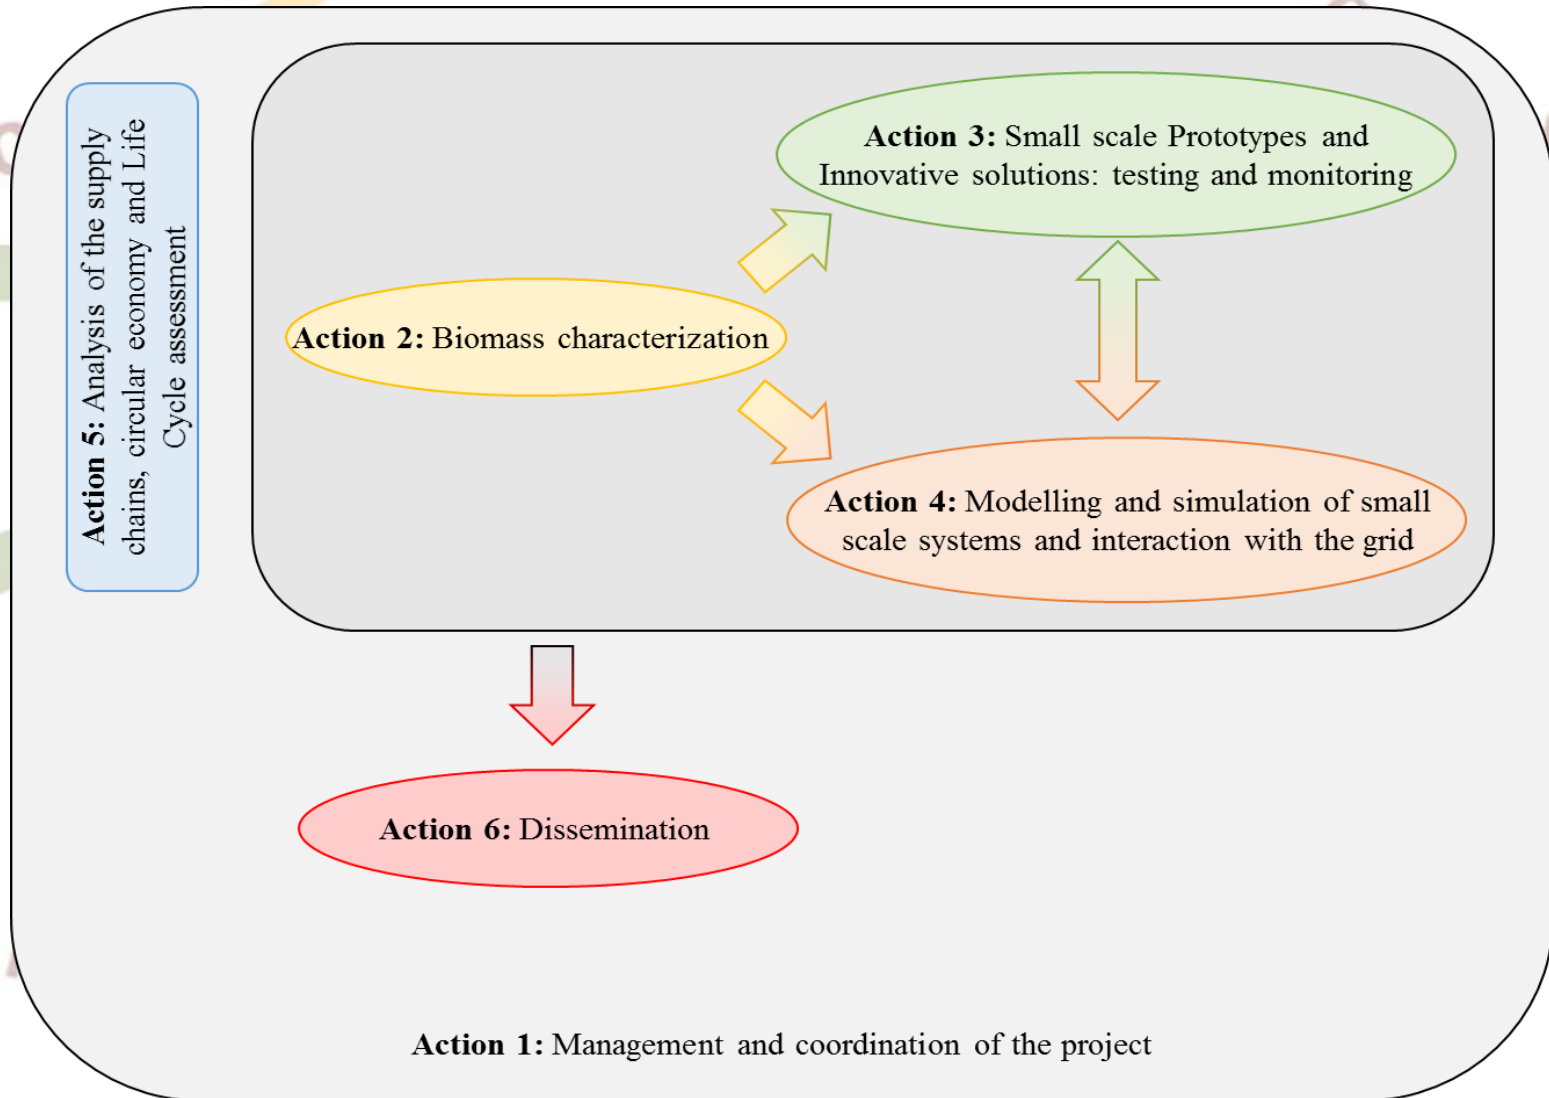 Action 5: Analysis of the supply
chains, circular economy and Life
Cycle assessment
Action 3: Small scale Prototypes and
Innovative solutions: testing and monitoring
Action 2: Biomass characterization
Action 4: Modelling and simulation of small
scale systems and interaction with the grid
Action 6: Dissemination
Action 1: Management and coordination of the project